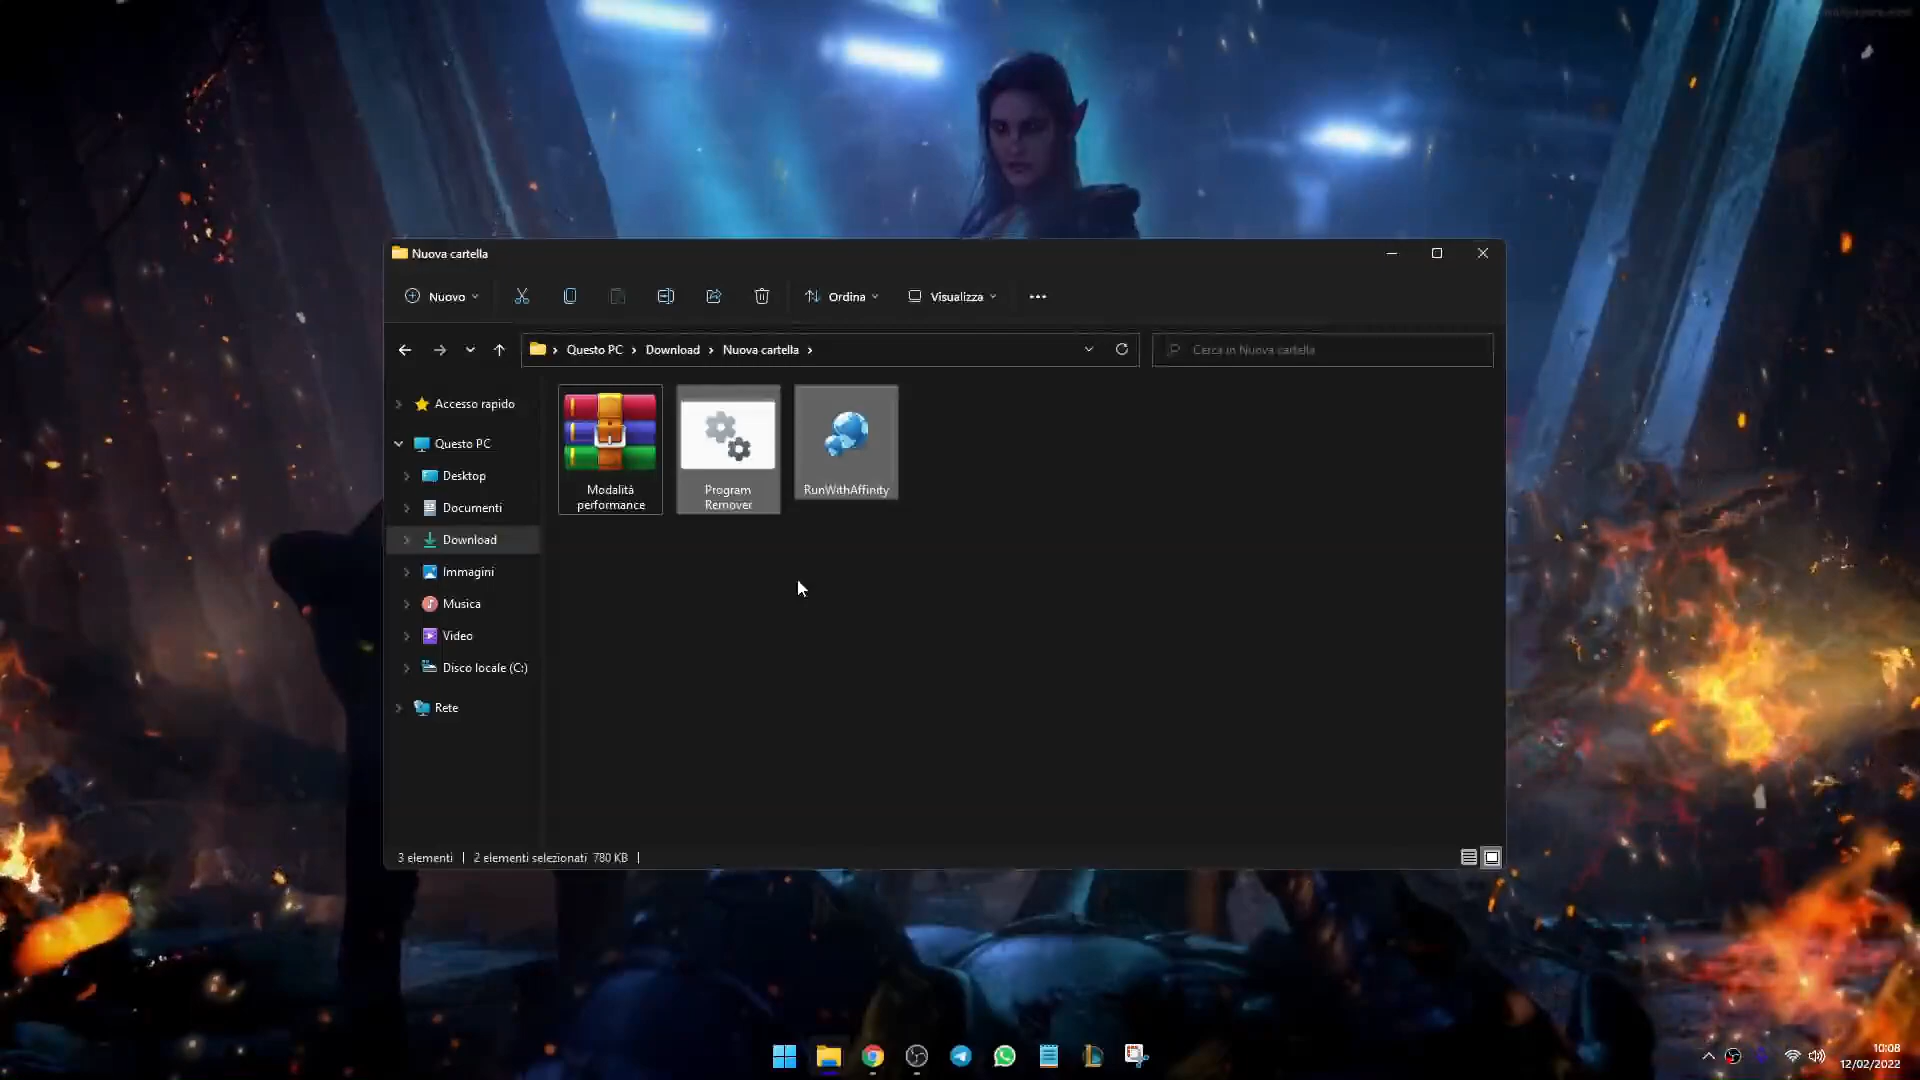 Nuova cartella
Nuovo
Ordina
Visualizza
Questo PC
Download
Nuova cartella
Cerca in Nuova cartella
Accesso rapido
Questo PC
Desktop
Documenti
Download
Immagini
Musica
Video
Disco locale (C:)
Rete
Modalità
performance
Program
Remover
RunWithAffinity
3 elementi
2 elementi selezionati 780 KB
10:08
12/02/2022